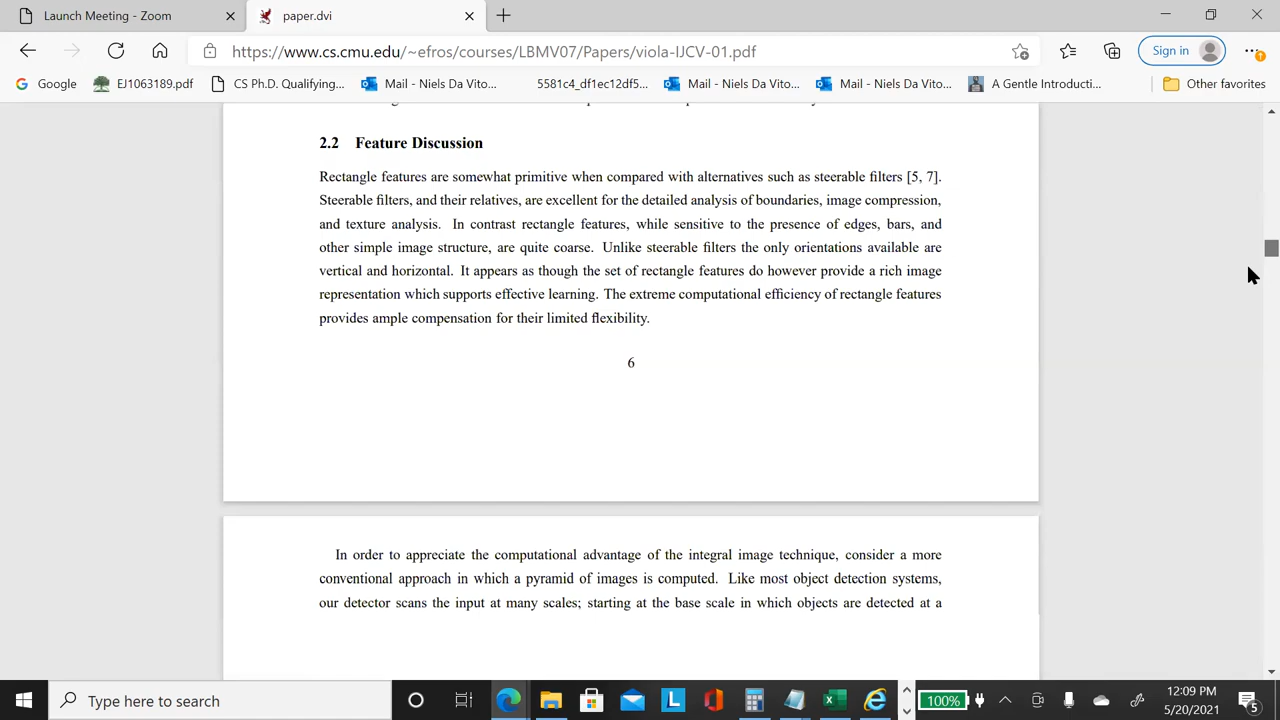 Launch Meeting - Zoom
paper.dvi
https://www.cs.cmu.edu/~efros/courses/LBMV07/Papers/viola-IJCV-01.pdf
Sign in
Google
EJ1063189.pdf
CS Ph.D. Qualifying...
Mail - Niels Da Vito...
5581c4_df1ec12df5...
Mail - Niels Da Vito...
Mail - Niels Da Vito...
A Gentle Introducti...
Other favorites
2.2 Feature Discussion
Rectangle features are somewhat primitive when compared with alternatives such as steerable filters [5, 7].
Steerable filters, and their relatives, are excellent for the detailed analysis of boundaries, image compression,
and texture analysis. In contrast rectangle features, while sensitive to the presence of edges, bars, and
other simple image structure, are quite coarse. Unlike steerable filters the only orientations available are
vertical and horizontal. It appears as though the set of rectangle features do however provide a rich image
representation which supports effective learning. The extreme computational efficiency of rectangle features
provides ample compensation for their limited flexibility.
6
In order to appreciate the computational advantage of the integral image technique, consider a more
conventional approach in which a pyramid of images is computed. Like most object detection systems,
our detector scans the input at many scales; starting at the base scale in which objects are detected at a
Type here to search
L
100%
12:09 PM
5/20/2021
5